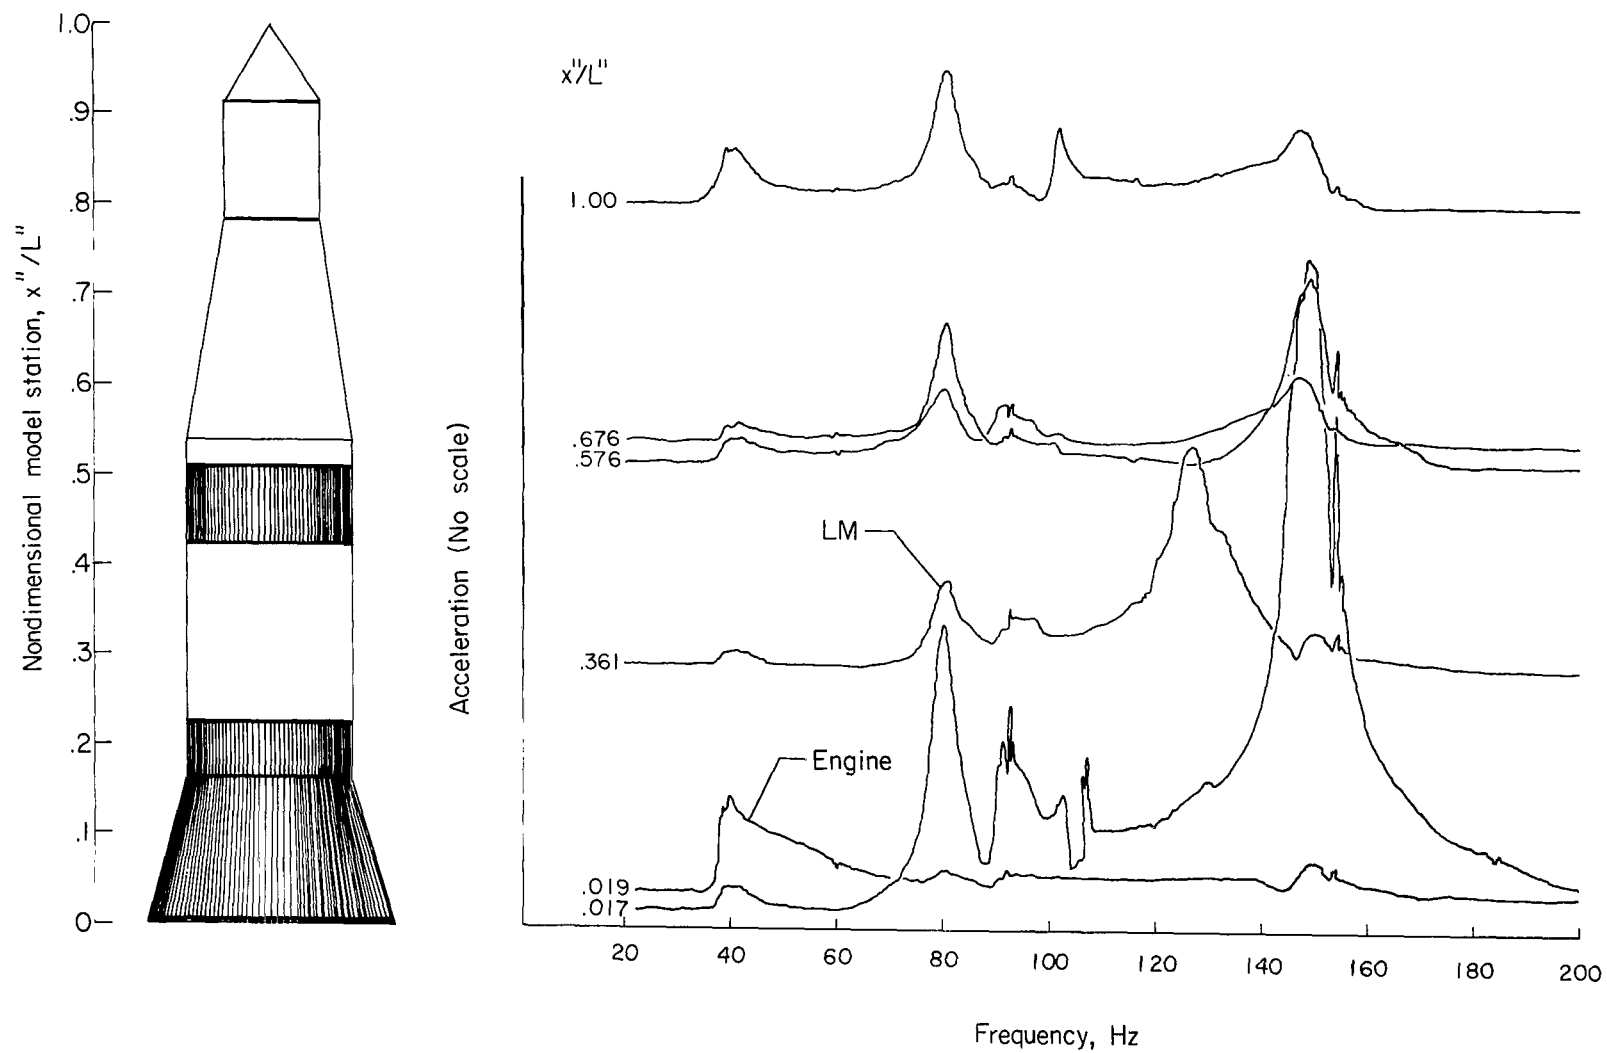 Nondimensional model station, x"/L"
1.0
.9
.8
.7
.6
.5
.4
.3
.2
.1
0
Acceleration (No scale)
x"/L"
1.00
.676
.576
LM
.361
Engine
.019
.017
20 40 60 80 100 120 140 160 180 200
Frequency, Hz